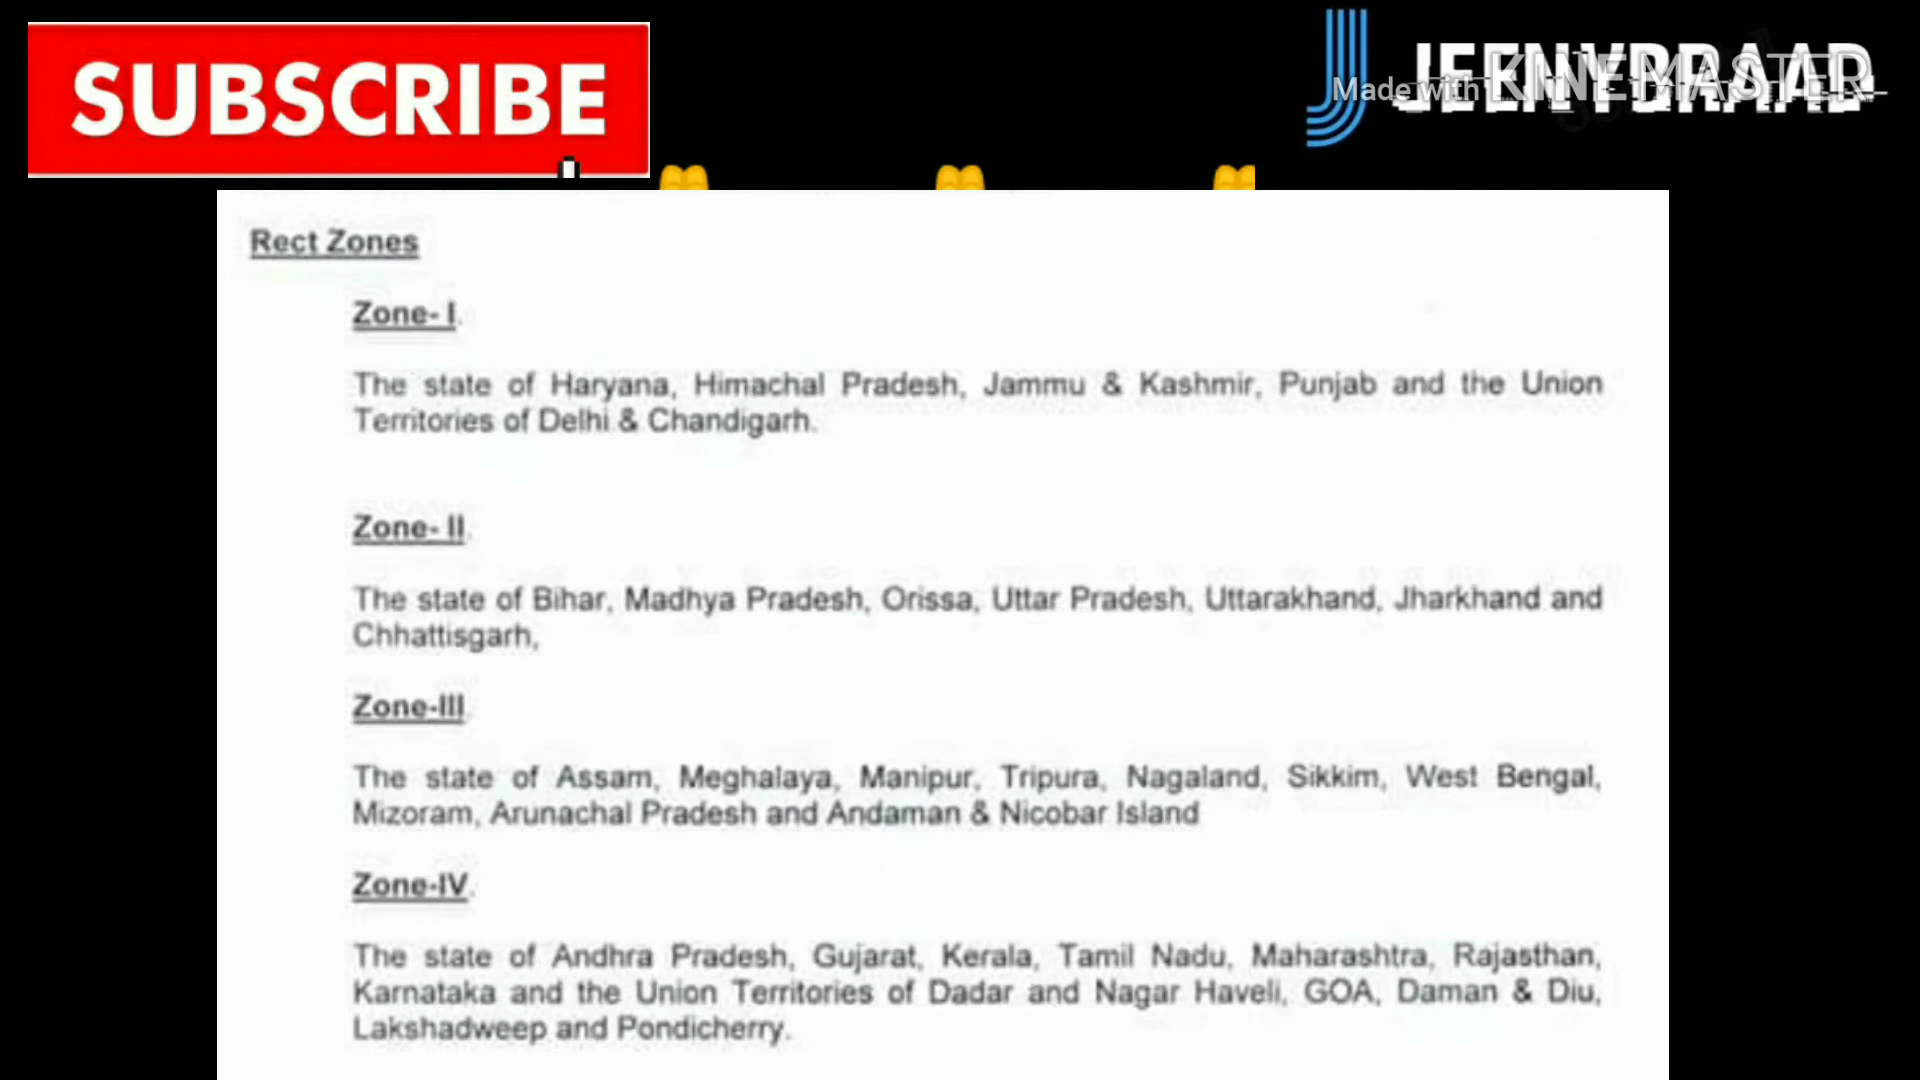 SUBSCRIBE
JEENYBRAAD
Made with KINEMASTER
Rect Zones
Zone- I.
The state of Haryana, Himachal Pradesh, Jammu & Kashmir, Punjab and the Union
Territories of Delhi & Chandigarh.
Zone- II.
The state of Bihar, Madhya Pradesh, Orissa, Uttar Pradesh, Uttarakhand, Jharkhand and
Chhattisgarh,
Zone-III.
The state of Assam, Meghalaya, Manipur, Tripura, Nagaland, Sikkim, West Bengal,
Mizoram, Arunachal Pradesh and Andaman & Nicobar Island
Zone-IV.
The state of Andhra Pradesh, Gujarat, Kerala, Tamil Nadu, Maharashtra, Rajasthan,
Karnataka and the Union Territories of Dadar and Nagar Haveli, GOA, Daman & Diu,
Lakshadweep and Pondicherry.